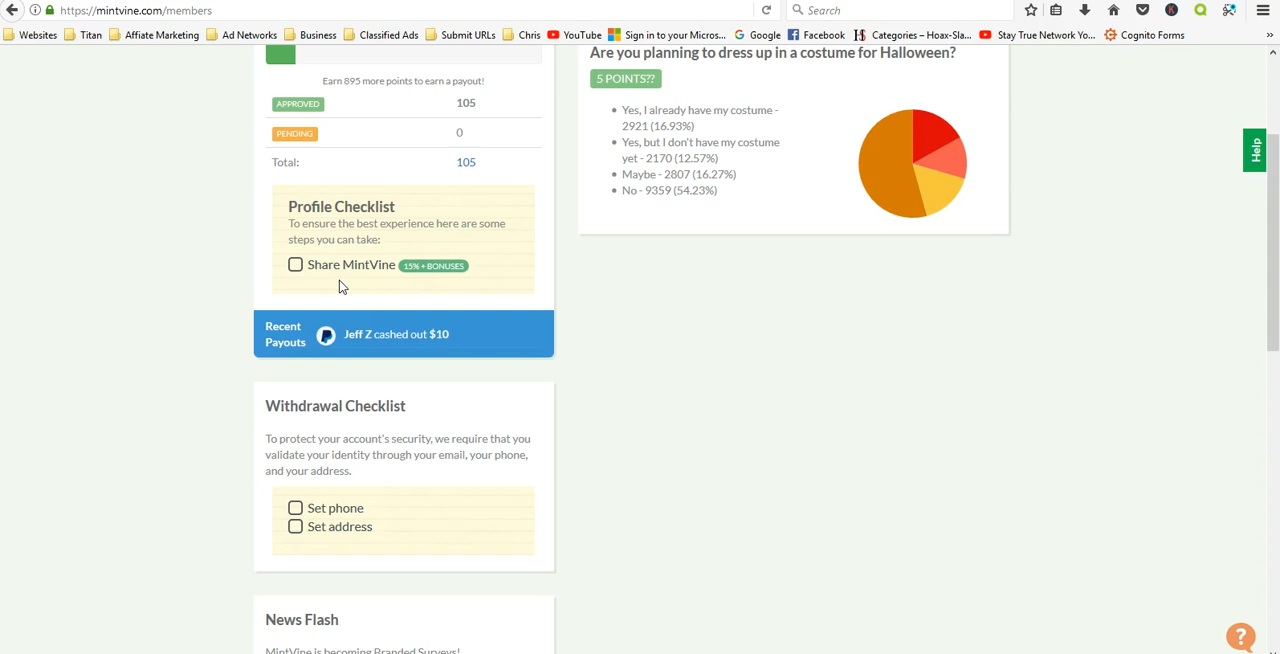 https://mintvine.com/members
Search
Websites
Titan
Affiate Marketing
Ad Networks
Business
Classified Ads
Submit URLs
Chris
YouTube
Sign in to your Micros...
Google
Facebook
Categories – Hoax-Sla...
Stay True Network Yo...
Cognito Forms
»
Earn 895 more points to earn a payout!
APPROVED 105
PENDING 0
Total: 105
Profile Checklist
To ensure the best experience here are some
steps you can take:
Share MintVine 15% + BONUSES
Recent
Payouts
Jeff Z cashed out $10
Withdrawal Checklist
To protect your account's security, we require that you
validate your identity through your email, your phone,
and your address.
Set phone
Set address
News Flash
MintVine is becoming Branded Surveys!
Are you planning to dress up in a costume for Halloween?
5 POINTS??
Yes, I already have my costume -
2921 (16.93%)
Yes, but I don't have my costume
yet - 2170 (12.57%)
Maybe - 2807 (16.27%)
No - 9359 (54.23%)
Help
?